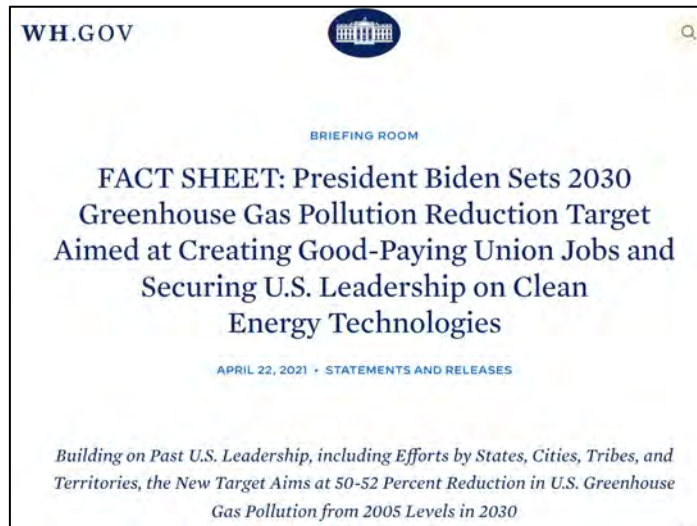 WH.GOV
BRIEFING ROOM
FACT SHEET: President Biden Sets 2030
Greenhouse Gas Pollution Reduction Target
Aimed at Creating Good-Paying Union Jobs and
Securing U.S. Leadership on Clean
Energy Technologies
APRIL 22, 2021 • STATEMENTS AND RELEASES
Building on Past U.S. Leadership, including Efforts by States, Cities, Tribes, and
Territories, the New Target Aims at 50-52 Percent Reduction in U.S. Greenhouse
Gas Pollution from 2005 Levels in 2030